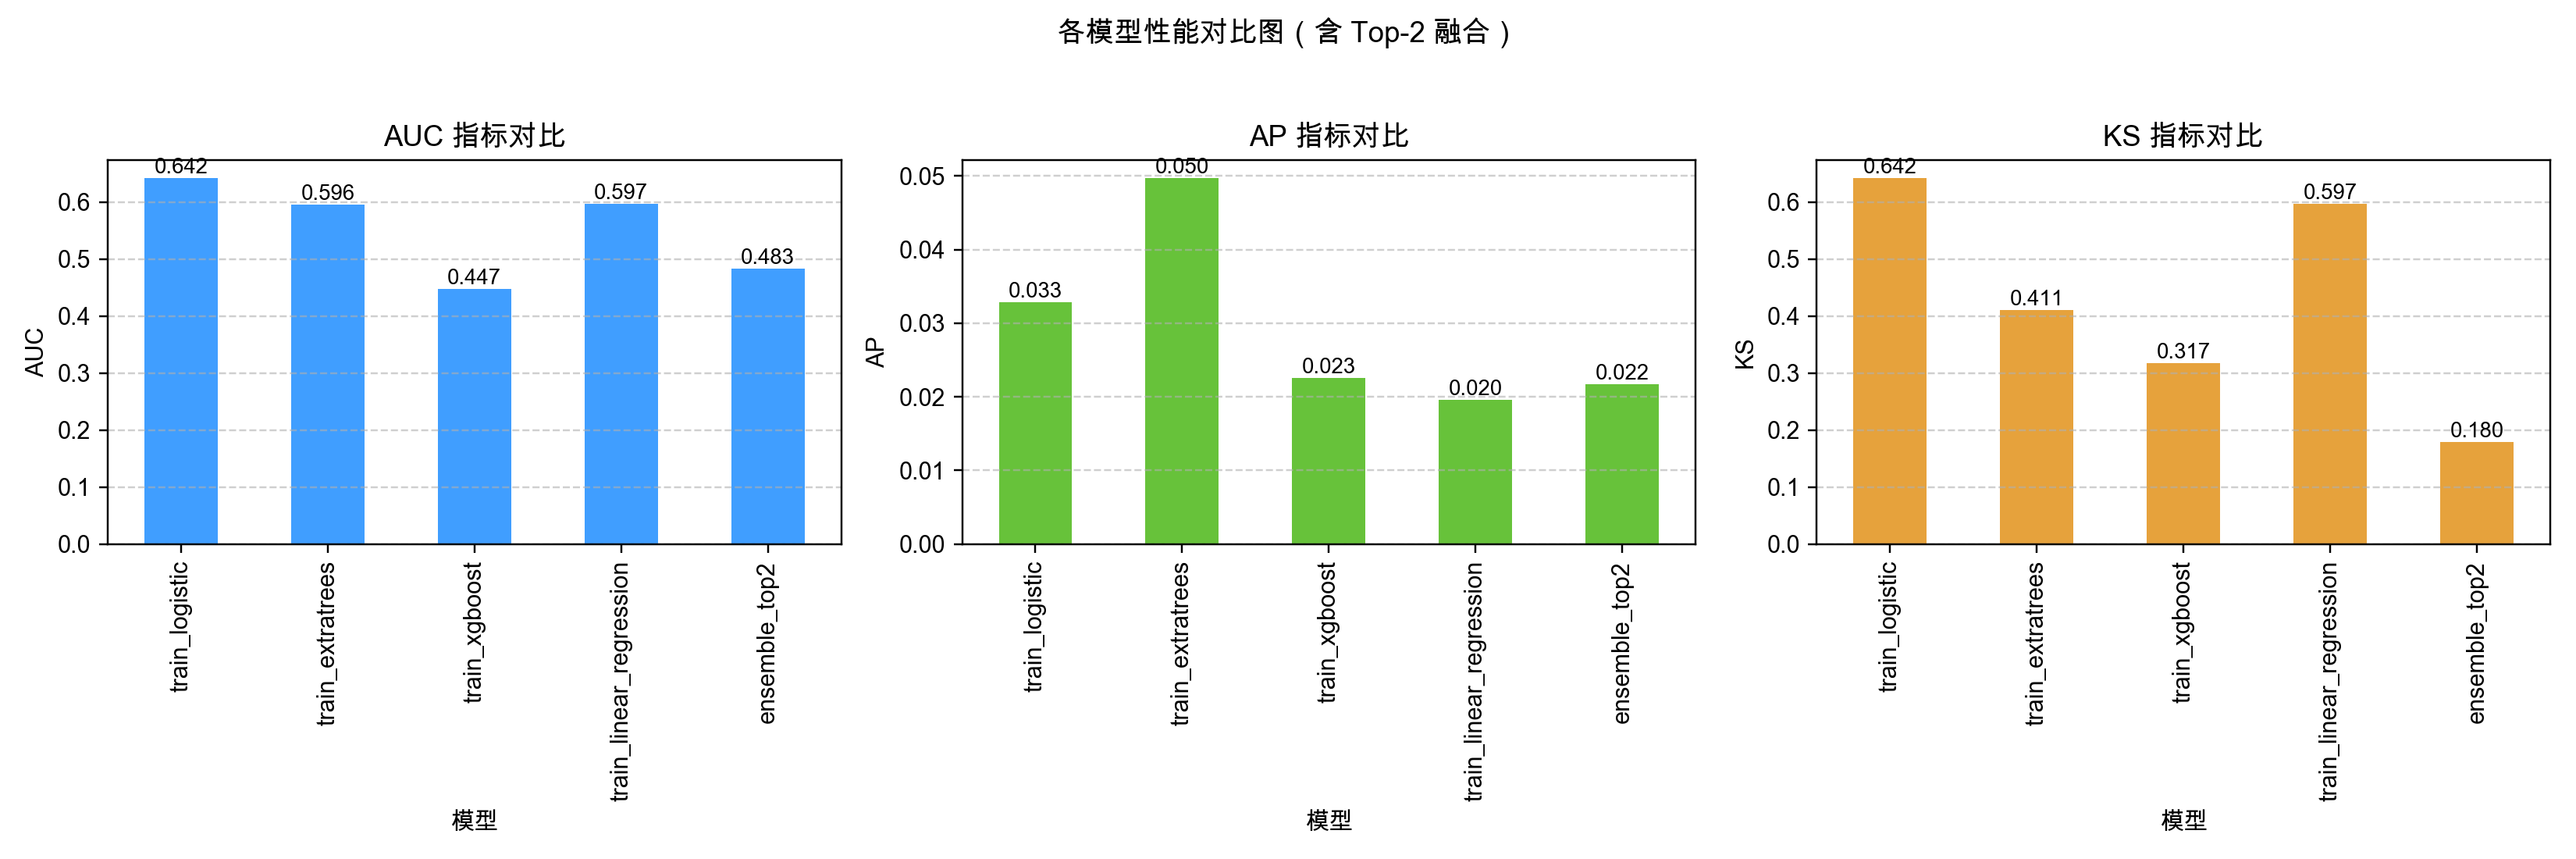 各模型性能对比图（含 Top-2 融合）
AUC 指标对比
0.642
0.596
0.447
0.597
0.483
0.6
0.5
0.4
0.3
0.2
0.1
0.0
AUC
train_logistic
train_extratrees
train_xgboost
train_linear_regression
ensemble_top2
模型
AP 指标对比
0.033
0.050
0.023
0.020
0.022
0.05
0.04
0.03
0.02
0.01
0.00
AP
train_logistic
train_extratrees
train_xgboost
train_linear_regression
ensemble_top2
模型
KS 指标对比
0.642
0.411
0.317
0.597
0.180
0.6
0.5
0.4
0.3
0.2
0.1
0.0
KS
train_logistic
train_extratrees
train_xgboost
train_linear_regression
ensemble_top2
模型